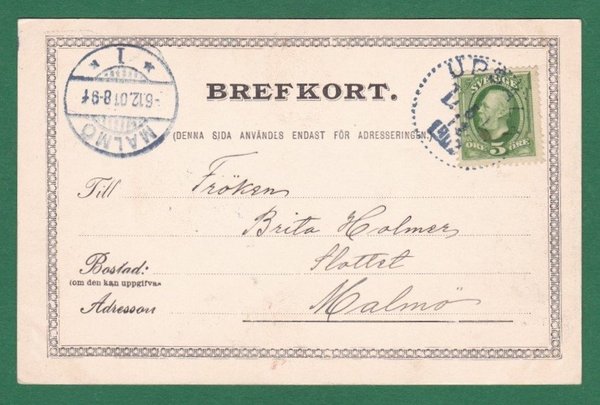 1
-6.12.01.8-9 f
MALMÖ
BREFKORT.
SVERIGE
5
ÖRE ÖRE
(DENNA SIDA ANVÄNDES ENDAST FÖR ADRESSERINGEN.)
Till Fröken
Brita Holmer
Slottet
Bostad:
(om den kan uppgifvas)
Adresson Malmö